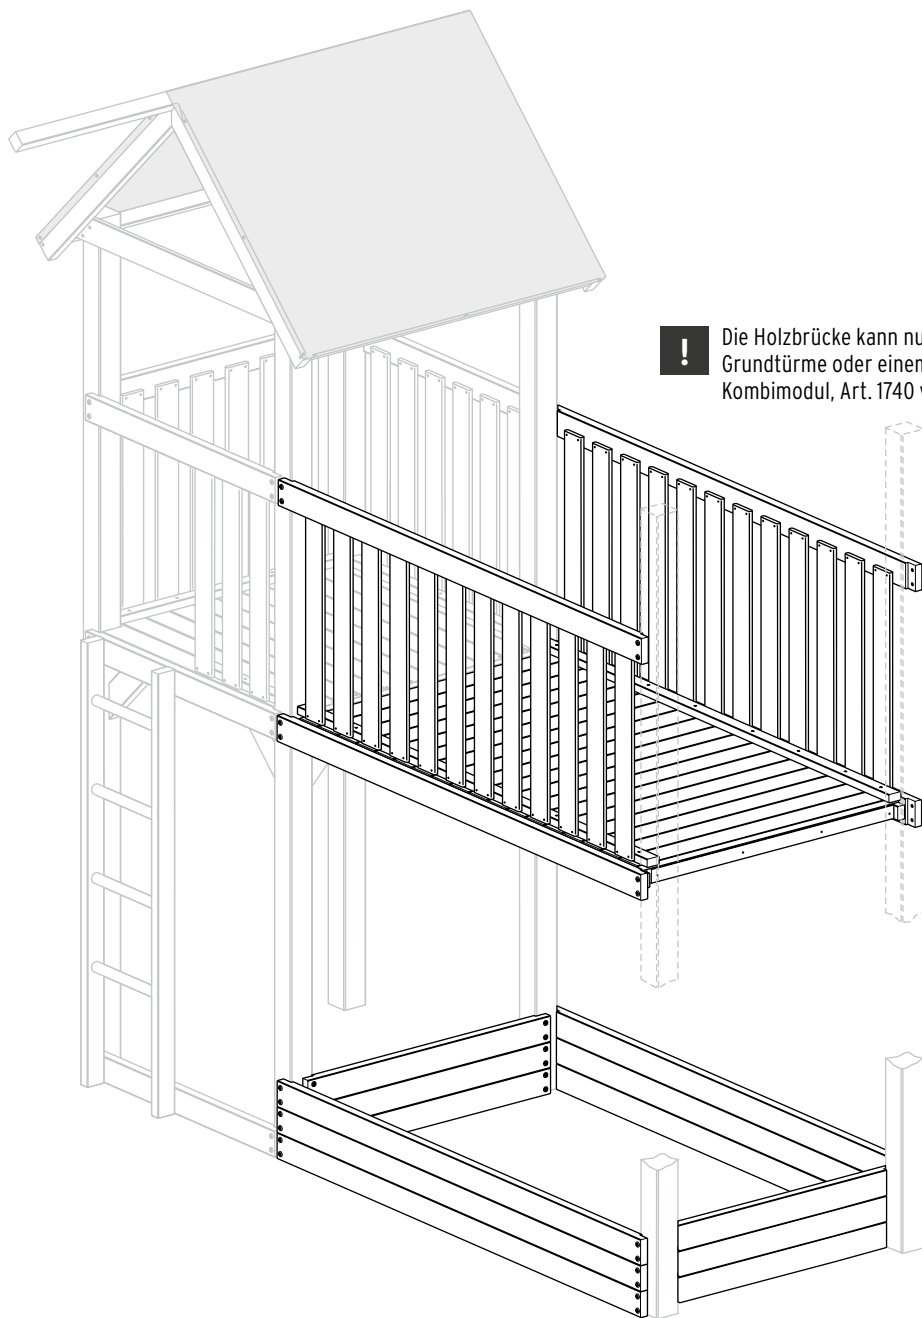 !
Die Holzbrücke kann nu
Grundtürme oder einen
Kombimodul, Art. 1740